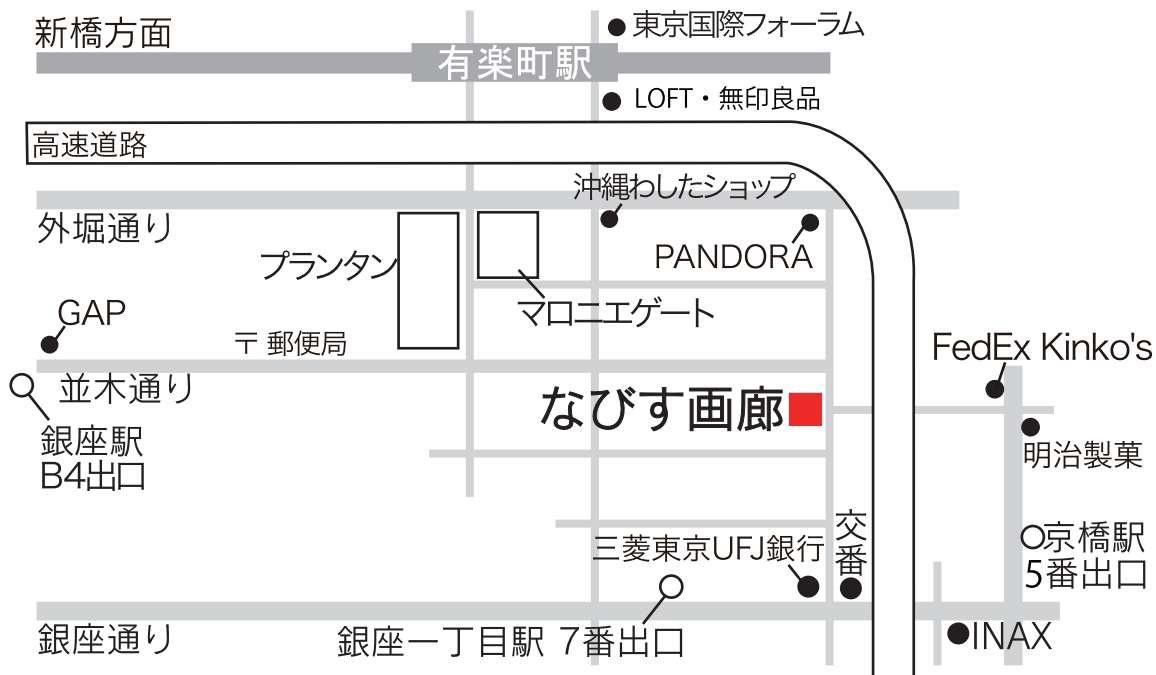 新橋方面
東京国際フォーラム
有楽町駅
LOFT・無印良品
高速道路
沖縄わしたショップ
外堀通り
PANDORA
プランタン
マロニエゲート
GAP
〒郵便局
FedEx Kinko's
並木通り
なびす画廊
銀座駅
B4出口
明治製菓
交番
京橋駅
5番出口
三菱東京UFJ銀行
銀座通り
銀座一丁目駅 7番出口
INAX